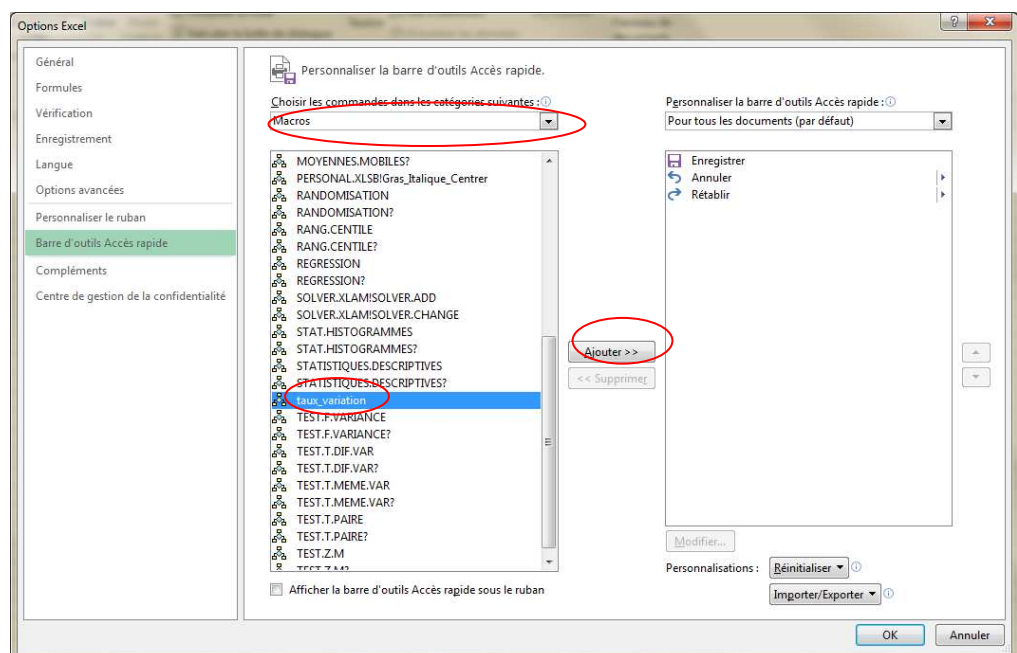 Options Excel
Général
Formules
Vérification
Enregistrement
Langue
Options avancées
Personnaliser le ruban
Barre d'outils Accès rapide
Compléments
Centre de gestion de la confidentialité
Personnaliser la barre d'outils Accès rapide.
Choisir les commandes dans les catégories suivantes :
Macros
MOYENNES.MOBILES?
PERSONAL.XLSB!Gras_Italique_Centrer
RANDOMISATION
RANDOMISATION?
RANG.CENTILE
RANG.CENTILE?
REGRESSION
REGRESSION?
SOLVER.XLAM!SOLVER.ADD
SOLVER.XLAM!SOLVER.CHANGE
STAT.HISTOGRAMMES
STAT.HISTOGRAMMES?
STATISTIQUES.DESCRIPTIVES
STATISTIQUES.DESCRIPTIVES?
taux_variation
TEST.F.VARIANCE
TEST.F.VARIANCE?
TEST.T.DIF.VAR
TEST.T.DIF.VAR?
TEST.T.MEME.VAR
TEST.T.MEME.VAR?
TEST.T.PAIRE
TEST.T.PAIRE?
TEST.Z.M
TEST.Z.M?
Afficher la barre d'outils Accès rapide sous le ruban
Ajouter >>
<< Supprimer
Personnaliser la barre d'outils Accès rapide :
Pour tous les documents (par défaut)
Enregistrer
Annuler
Rétablir
Modifier...
Personnalisations :
Réinitialiser
Importer/Exporter
OK
Annuler